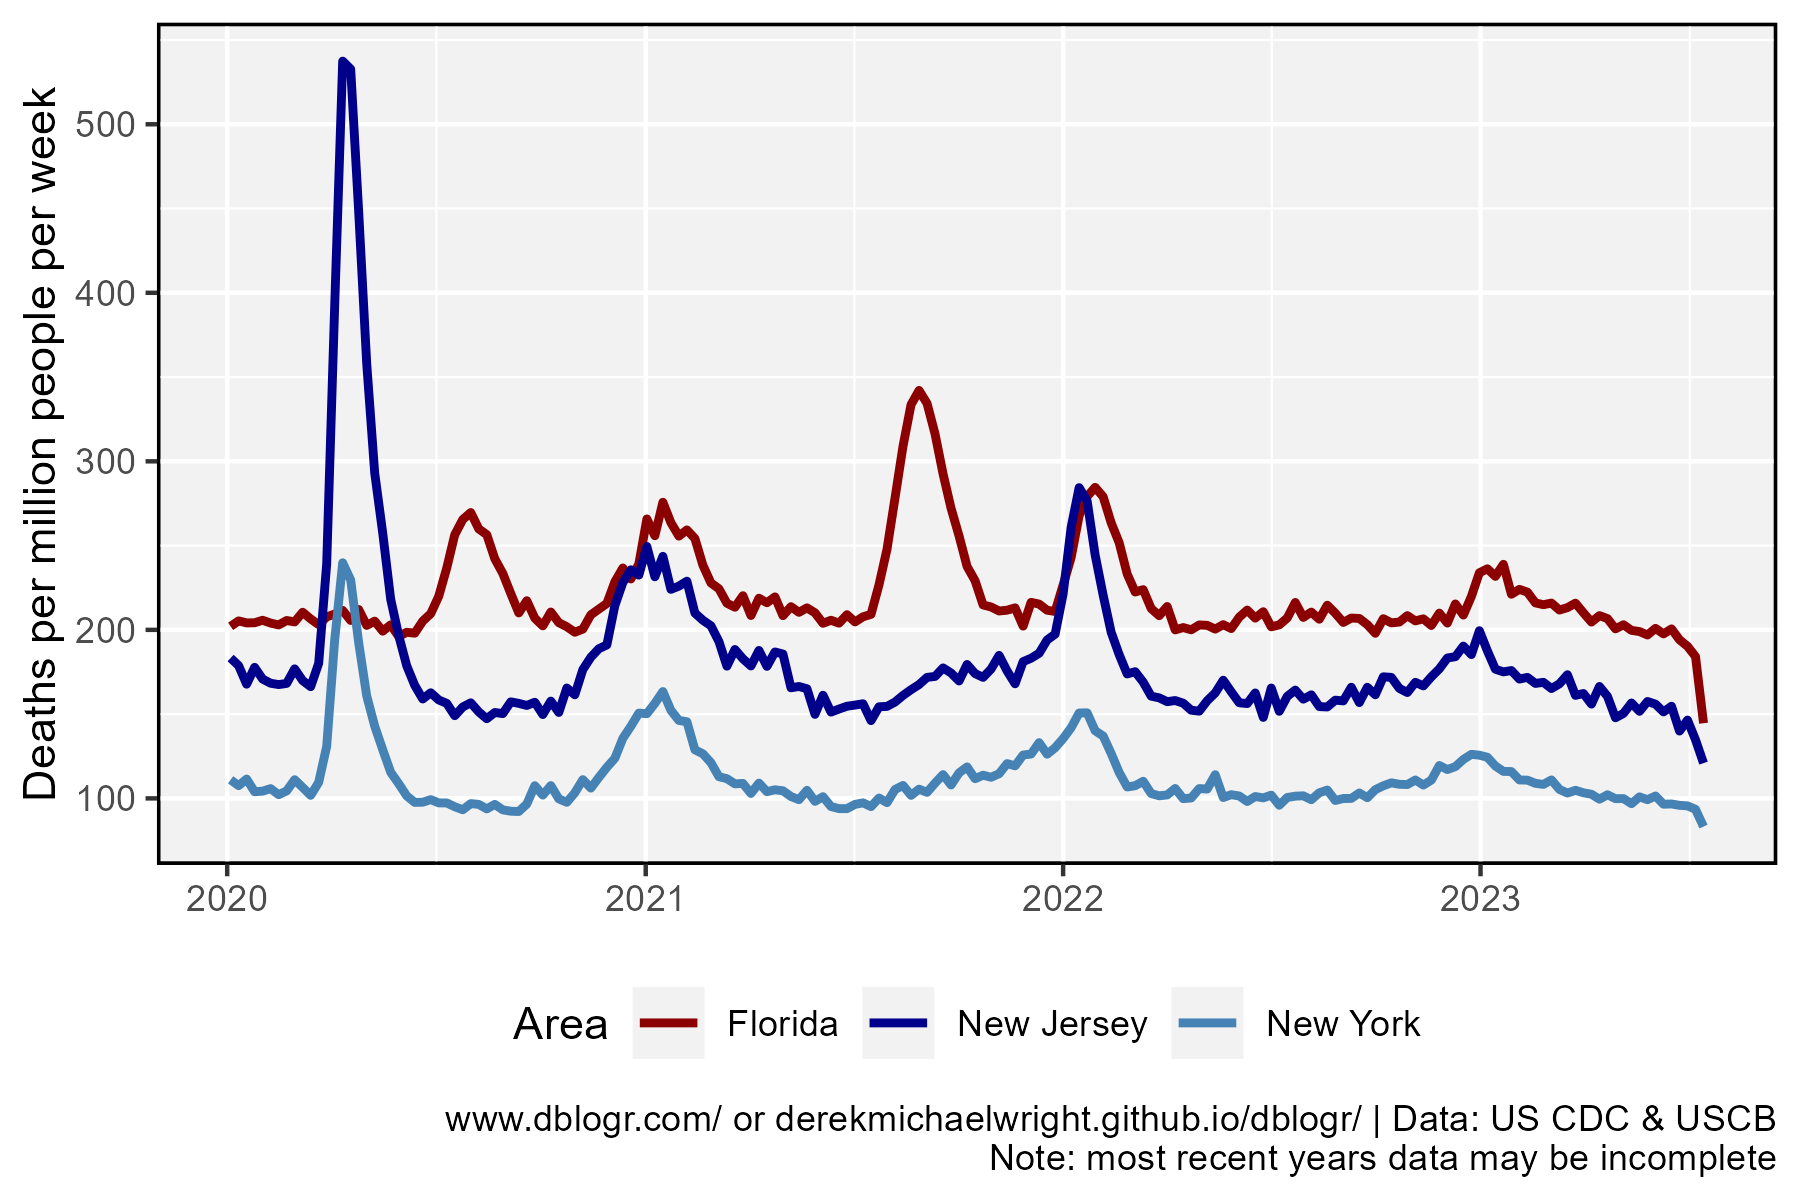 Deaths per million people per week
500
400
300
200
100
2020 2021 2022 2023
Area Florida New Jersey New York
www.dblogr.com/ or derekmichaelwright.github.io/dblogr/ | Data: US CDC & USCB
Note: most recent years data may be incomplete